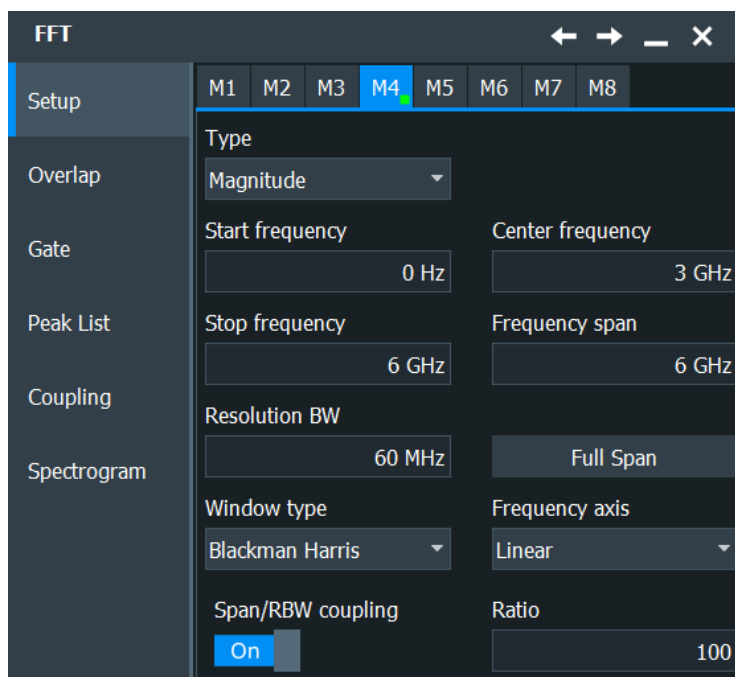 FFT
Setup
Overlap
Gate
Peak List
Coupling
Spectrogram
M1 M2 M3 M4 M5 M6 M7 M8
Type
Magnitude
Start frequency Center frequency
0 Hz 3 GHz
Stop frequency Frequency span
6 GHz 6 GHz
Resolution BW
60 MHz Full Span
Window type Frequency axis
Blackman Harris Linear
Span/RBW coupling Ratio
On 100